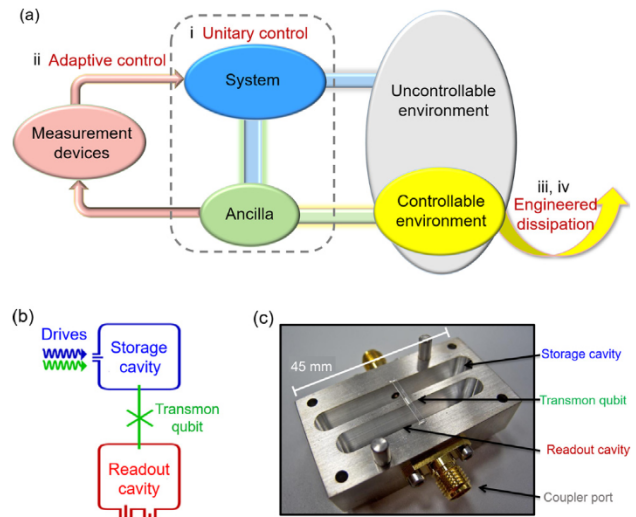 (a)
i Unitary control
ii Adaptive control
System
Uncontrollable
environment
Measurement
devices
iii, iv
Engineered
dissipation
Ancilla
Controllable
environment
(b)
Drives
Storage
cavity
Transmon
qubit
Readout
cavity
(c)
45 mm
Storage cavity
Transmon qubit
Readout cavity
Coupler port